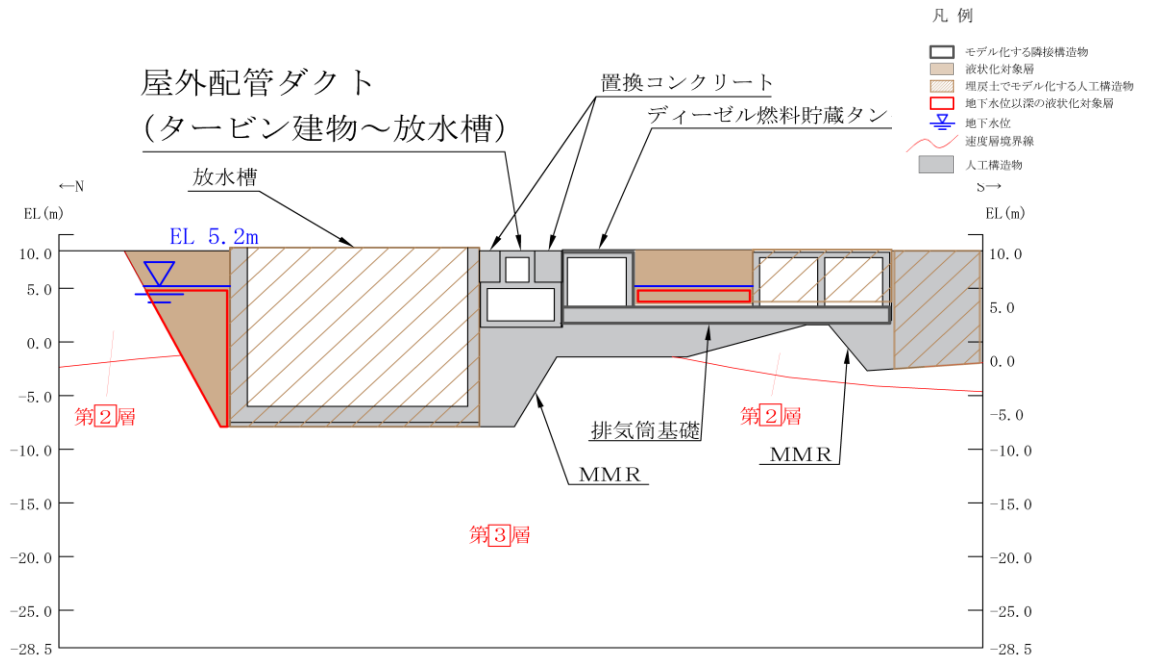 凡 例
モデル化する隣接構造物
液状化対象層
埋戻土でモデル化する人工構造物
地下水位以深の液状化対象層
地下水位
速度層境界線
人工構造物
屋外配管ダクト
(タービン建物～放水槽)
置換コンクリート
ディーゼル燃料貯蔵タン
放水槽
←N
S→
EL(m)
EL(m)
EL 5.2m
10.0
5.0
0.0
-5.0
-10.0
-15.0
-20.0
-25.0
-28.5
10.0
5.0
0.0
-5.0
-10.0
-15.0
-20.0
-25.0
-28.5
第2層
第2層
排気筒基礎
MMR
MMR
第3層